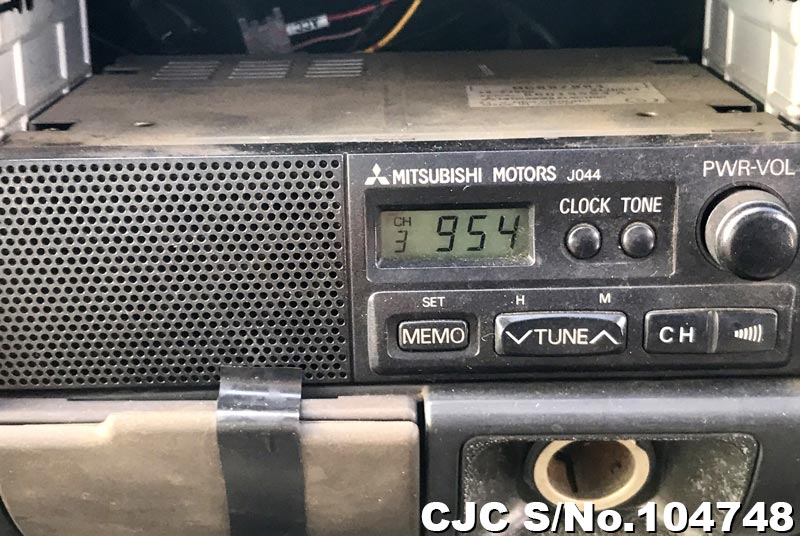 MITSUBISHI MOTORS J044
PWR-VOL
CLOCK TONE
CH
3 954
SET
H M
MEMO
TUNE
CH
CJC S/No.104748